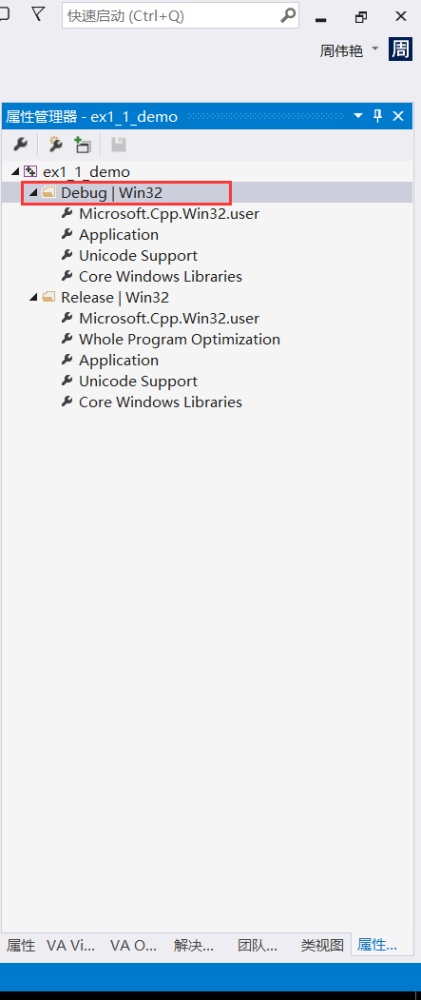 快速启动 (Ctrl+Q)
周伟艳 周
属性管理器 - ex1_1_demo
ex1_1_demo
Debug | Win32
Microsoft.Cpp.Win32.user
Application
Unicode Support
Core Windows Libraries
Release | Win32
Microsoft.Cpp.Win32.user
Whole Program Optimization
Application
Unicode Support
Core Windows Libraries
属性 VA Vi... VA O... 解决... 团队... 类视图 属性...